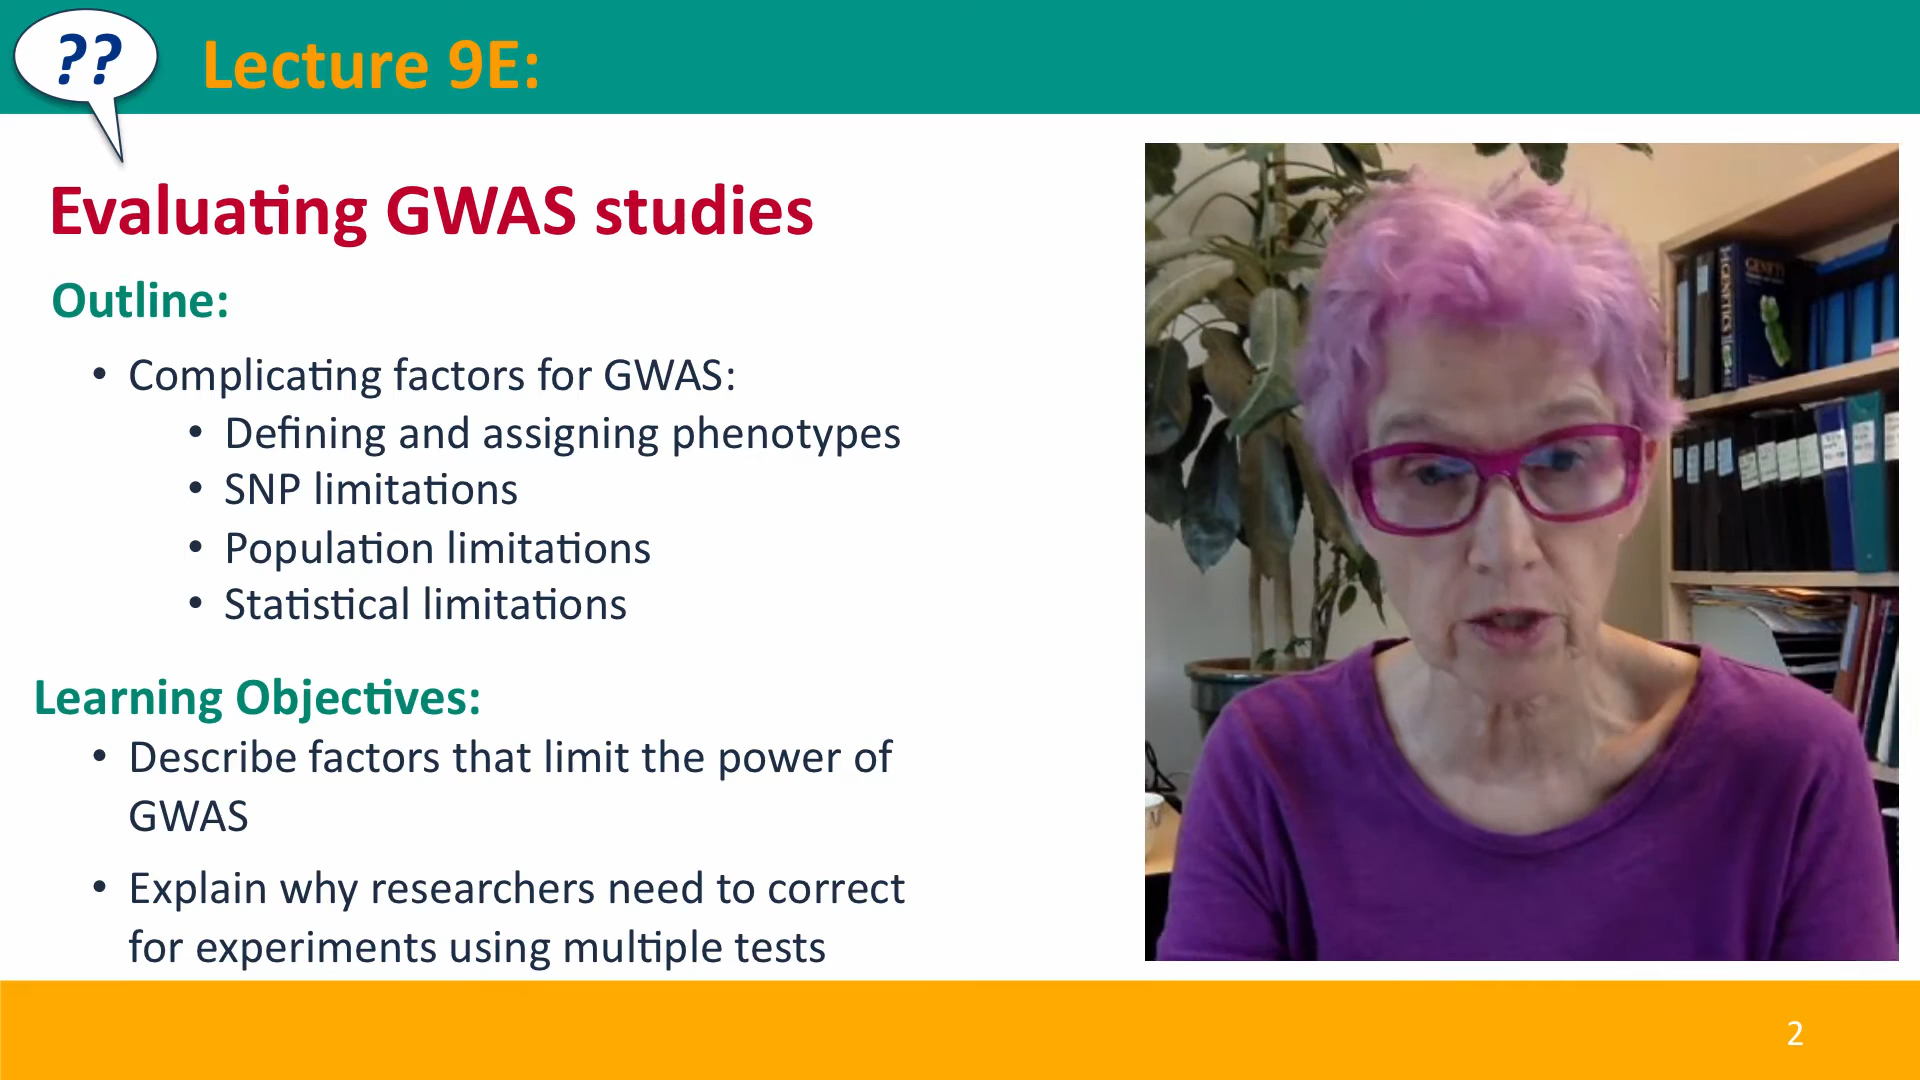 ??
Lecture 9E:
Evaluating GWAS studies
Outline:
• Complicating factors for GWAS:
• Defining and assigning phenotypes
• SNP limitations
• Population limitations
• Statistical limitations
Learning Objectives:
• Describe factors that limit the power of
GWAS
• Explain why researchers need to correct
for experiments using multiple tests
GENETICS
2